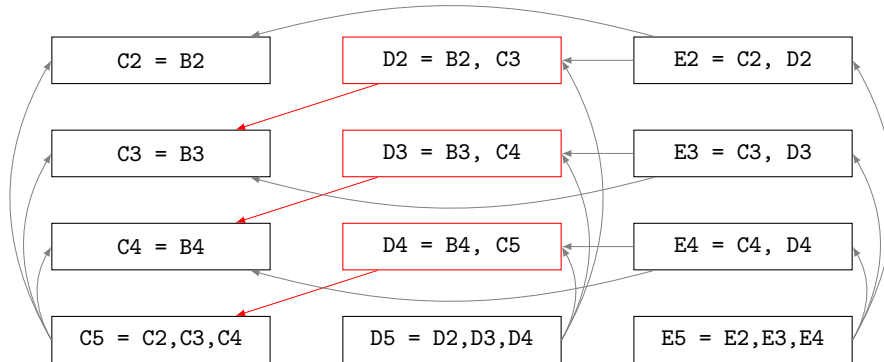 C2 = B2
D2 = B2, C3
E2 = C2, D2
C3 = B3
D3 = B3, C4
E3 = C3, D3
C4 = B4
D4 = B4, C5
E4 = C4, D4
C5 = C2,C3,C4
D5 = D2,D3,D4
E5 = E2,E3,E4